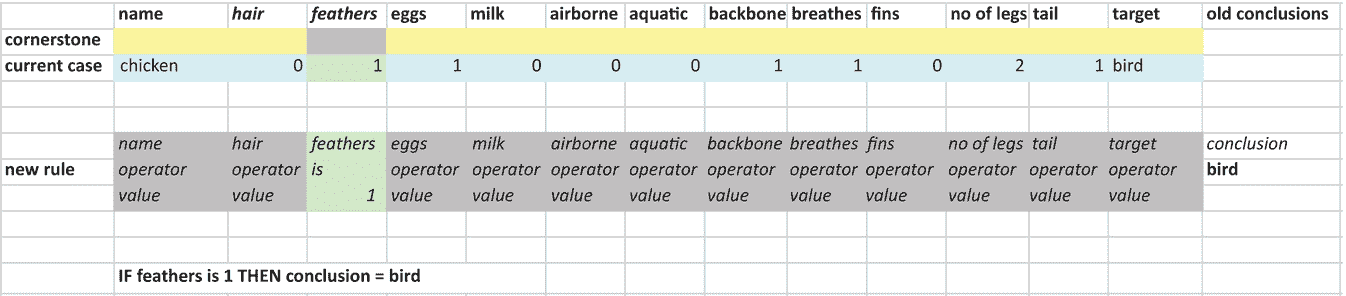 name hair feathers eggs milk airborne aquatic backbone breathes fins no of legs tail target old conclusions
cornerstone
current case chicken 0 1 1 0 0 0 1 1 0 2 1 bird
name hair feathers eggs milk airborne aquatic backbone breathes fins no of legs tail target conclusion
new rule operator operator is operator operator operator operator operator operator operator operator operator operator bird
value value 1 value value value value value value value value value value
IF feathers is 1 THEN conclusion = bird